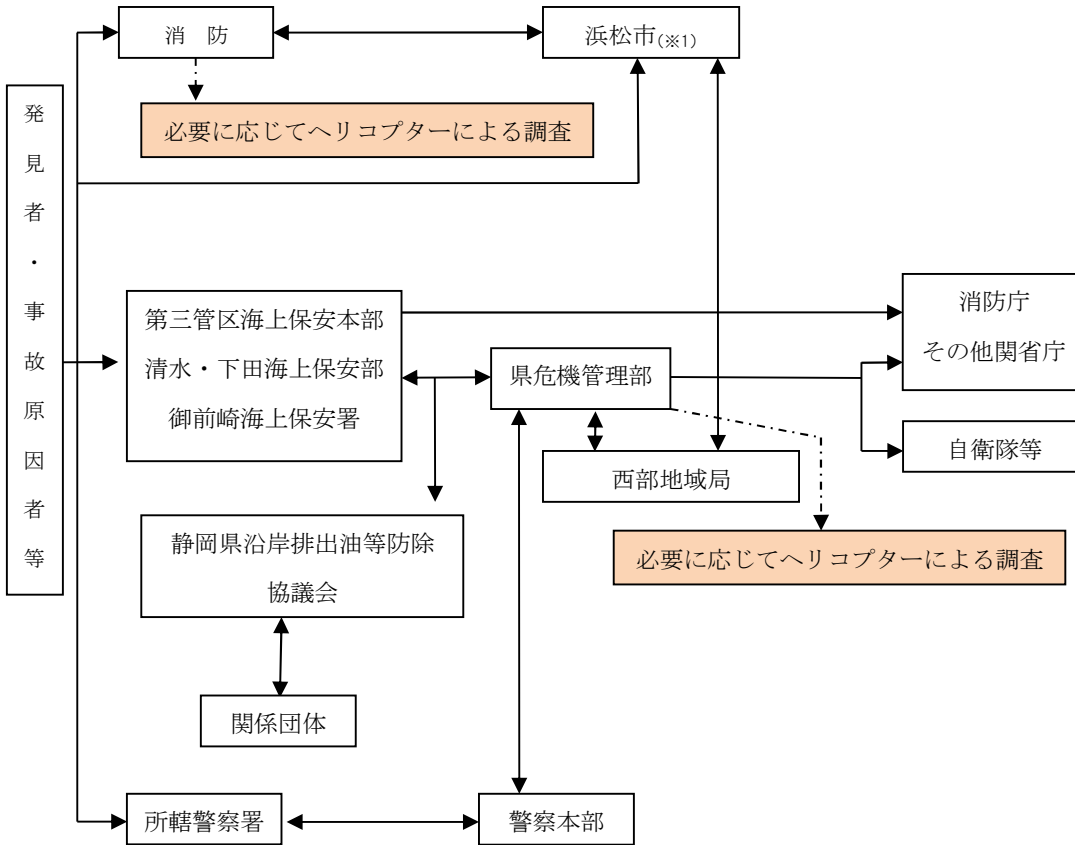 消　防
浜松市(※1)
必要に応じてヘリコプターによる調査
発見者・事故原因者等
第三管区海上保安本部
清水・下田海上保安部
御前崎海上保安署
消防庁
その他関省庁
県危機管理部
自衛隊等
西部地域局
静岡県沿岸排出油等防除
協議会
必要に応じてヘリコプターによる調査
関係団体
所轄警察署
警察本部